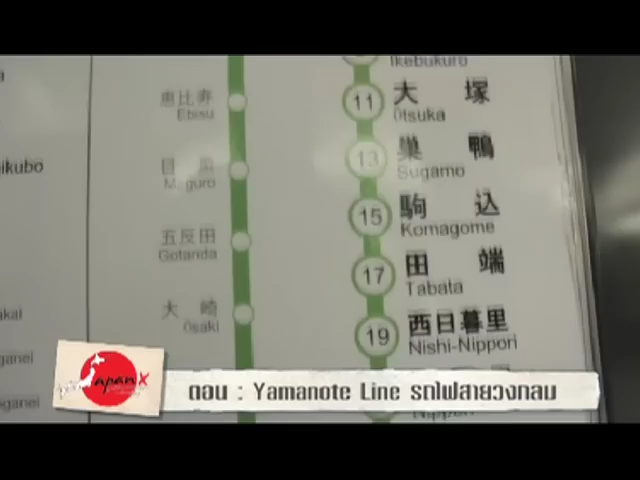 Ikebukuro
恵比寿
Ebisu
11
大塚
Otsuka
目黒
Meguro
13
巣鴨
Sugamo
ikubo
15
駒込
Komagome
五反田
Gotanda
17
田端
Tabata
大崎
Osaki
19
西日暮里
Nishi-Nippori
Japan X
ตอน : Yamanote Line รถไฟสายวงกลม